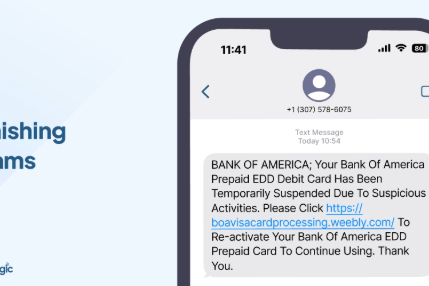 11:41
80
+1 (307) 578-6075
Text Message
Today 10:54
BANK OF AMERICA; Your Bank Of America
Prepaid EDD Debit Card Has Been
Temporarily Suspended Due To Suspicious
Activities. Please Click https://
boavisacardprocessing.weebly.com/ To
Re-activate Your Bank Of America EDD
Prepaid Card To Continue Using. Thank
You.
ishing
ams
gic